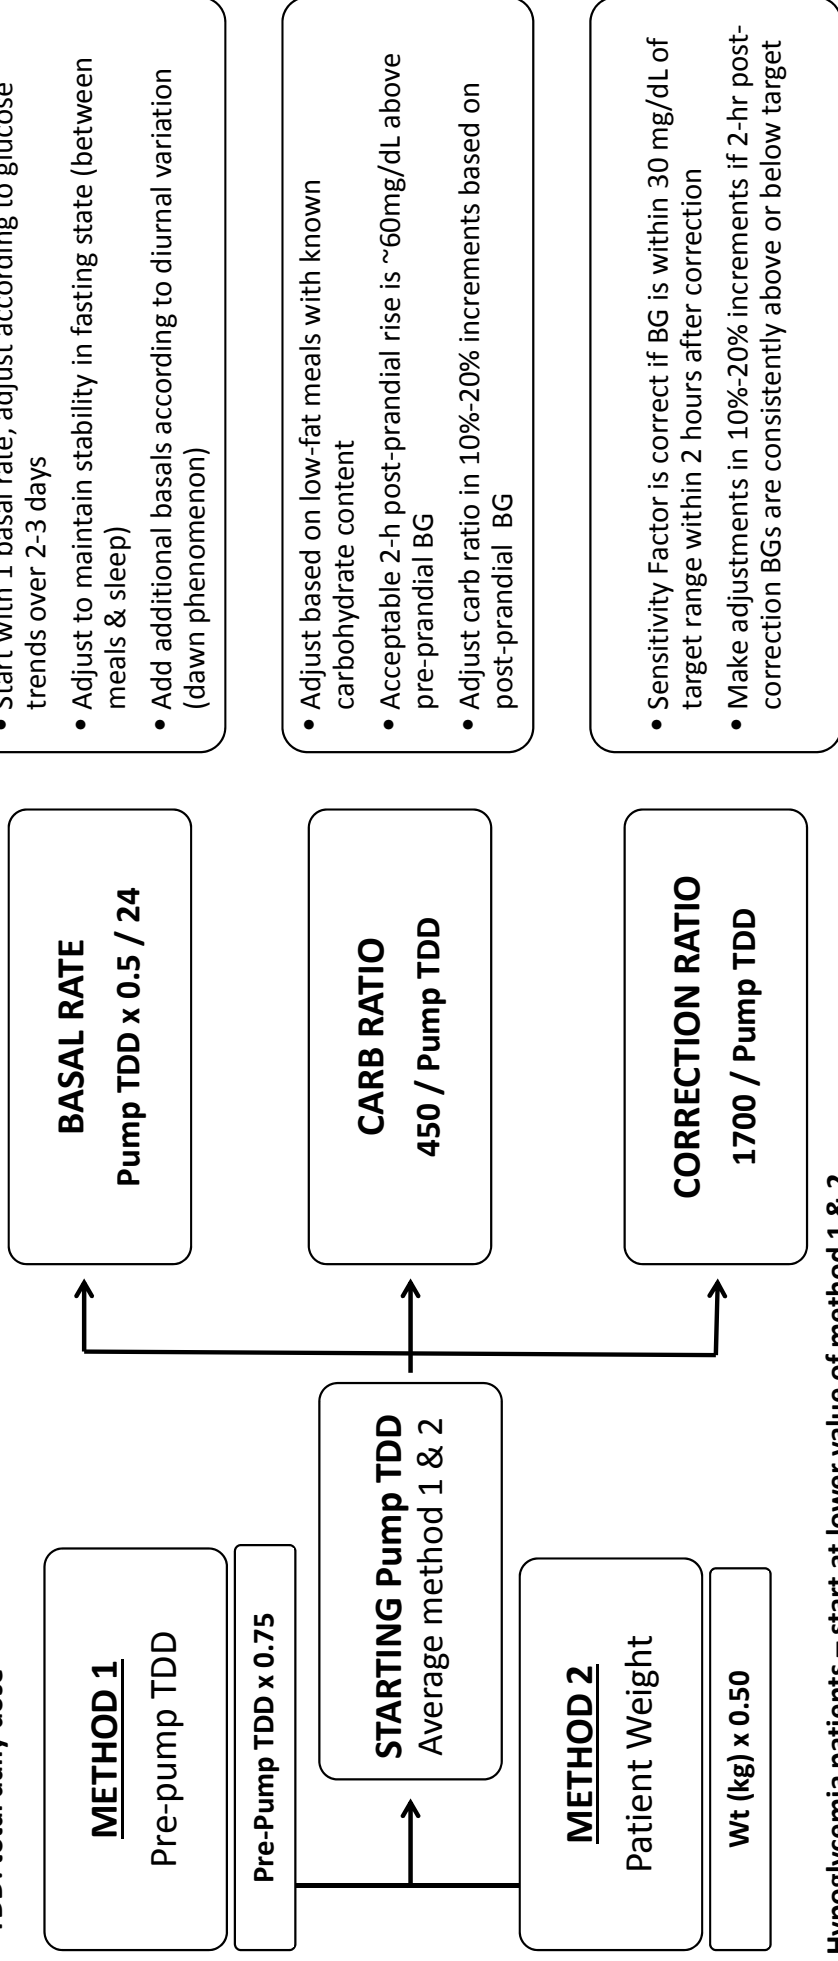 METHOD 1
Pre-pump TDD
Pre-Pump TDD x 0.75
STARTING Pump TDD
Average method 1 & 2
METHOD 2
Patient Weight
Wt (kg) x 0.50
BASAL RATE
Pump TDD x 0.5 / 24
CARB RATIO
450 / Pump TDD
CORRECTION RATIO
1700 / Pump TDD
• Start with 1 basal rate, adjust according to glucose
trends over 2-3 days
• Adjust to maintain stability in fasting state (between
meals & sleep)
• Add additional basals according to diurnal variation
(dawn phenomenon)
• Adjust based on low-fat meals with known
carbohydrate content
• Acceptable 2-h post-prandial rise is ~60mg/dL above
pre-prandial BG
• Adjust carb ratio in 10%-20% increments based on
post-prandial BG
• Sensitivity Factor is correct if BG is within 30 mg/dL of
target range within 2 hours after correction
• Make adjustments in 10%-20% increments if 2-hr post-
correction BGs are consistently above or below target
Hypoglycemia patients – start at lower value of method 1 & 2